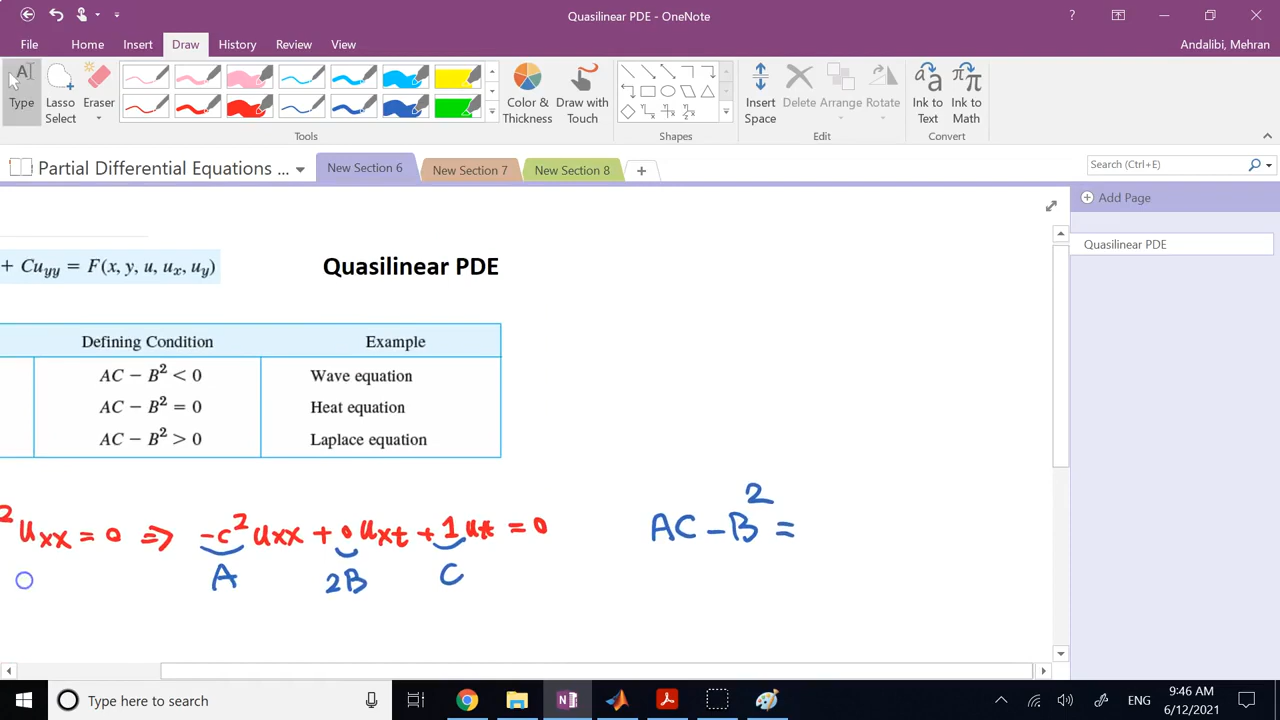 Quasilinear PDE - OneNote
?
File Home Insert Draw History Review View
Andalibi, Mehran
Type
Lasso Select
Eraser
Color & Thickness
Draw with Touch
Insert Space
Delete
Arrange
Rotate
Ink to Text
Ink to Math
Tools
Shapes
Edit
Convert
Partial Differential Equations ...
New Section 6
New Section 7
New Section 8
+
Search (Ctrl+E)
Add Page
Quasilinear PDE
+ Cu_yy = F(x, y, u, u_x, u_y)
Quasilinear PDE
Defining Condition Example
AC − B² < 0 Wave equation
AC − B² = 0 Heat equation
AC − B² > 0 Laplace equation
² u_xx = 0 ⇒ -c² u_xx + 0 u_xt + 1 u_tt = 0
A 2B C
AC - B² =
Type here to search
ENG
9:46 AM
6/12/2021